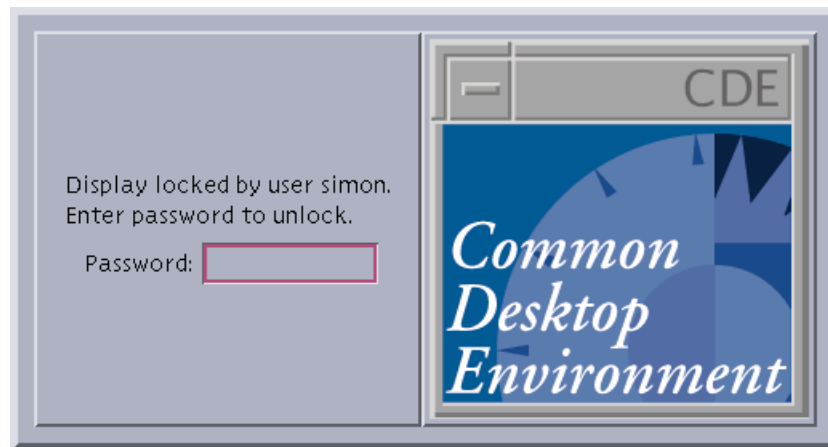 Display locked by user simon.
Enter password to unlock.
Password:
CDE
Common
Desktop
Environment